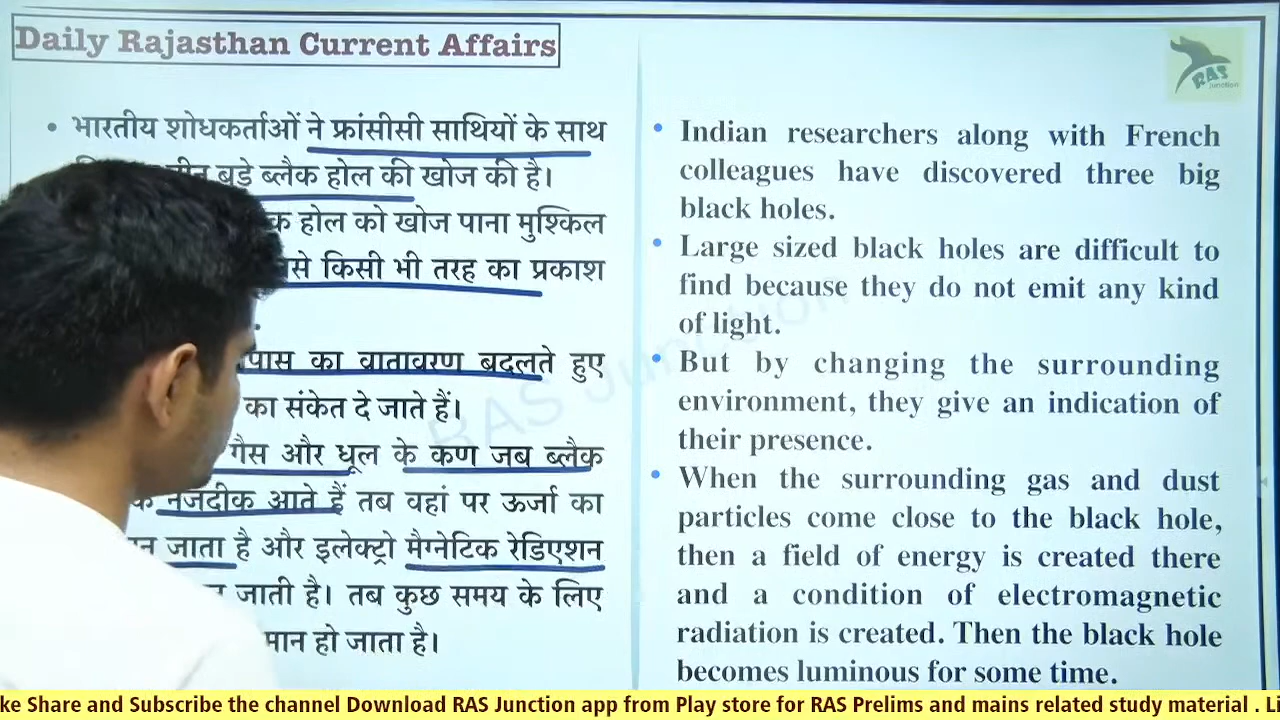 Daily Rajasthan Current Affairs
RAS
Junction
• भारतीय शोधकर्ताओं ने फ्रांसीसी साथियों के साथ
बड़े ब्लैक होल की खोज की है।
होल को खोज पाना मुश्किल
किसी भी तरह का प्रकाश
का वातावरण बदलते हुए
का संकेत दे जाते हैं।
गैस और धूल के कण जब ब्लैक
नजदीक आते हैं तब वहां पर ऊर्जा का
जाता है और इलेक्ट्रो मैग्नेटिक रेडिएशन
जाती है। तब कुछ समय के लिए
हो जाता है।
• Indian researchers along with French
colleagues have discovered three big
black holes.
• Large sized black holes are difficult to
find because they do not emit any kind
of light.
• But by changing the surrounding
environment, they give an indication of
their presence.
• When the surrounding gas and dust
particles come close to the black hole,
then a field of energy is created there
and a condition of electromagnetic
radiation is created. Then the black hole
becomes luminous for some time.
RAS Junction
ke Share and Subscribe the channel Download RAS Junction app from Play store for RAS Prelims and mains related study material . Li